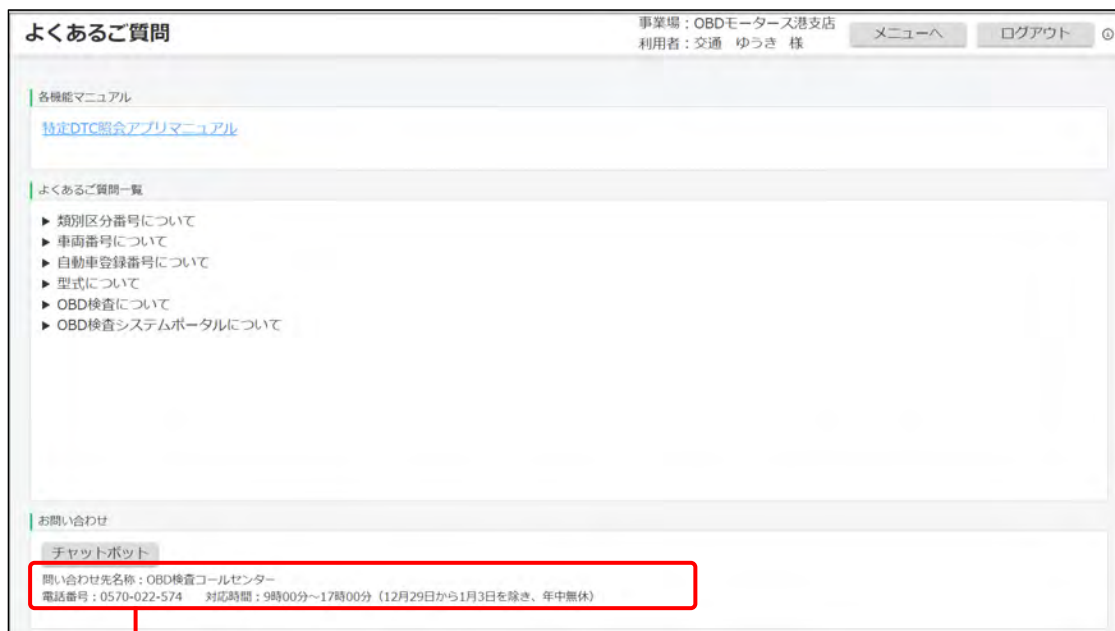 よくあるご質問
事業場：OBDモータース港支店
利用者：交通　ゆうき　様
メニューへ
ログアウト
各機能マニュアル
特定DTC照会アプリマニュアル
よくあるご質問一覧
▶ 類別区分番号について
▶ 車両番号について
▶ 自動車登録番号について
▶ 型式について
▶ OBD検査について
▶ OBD検査システムポータルについて
お問い合わせ
チャットボット
問い合わせ先名称：OBD検査コールセンター
電話番号：0570-022-574　　対応時間：9時00分～17時00分（12月29日から1月3日を除き、年中無休）